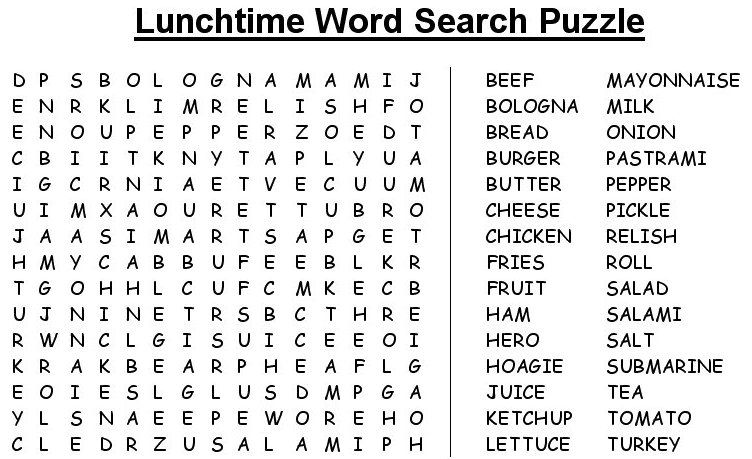 Lunchtime Word Search Puzzle
D P S B O L O G N A M A M I J BEEF MAYONNAISE
E N R K L I M R E L I S H F O BOLOGNA MILK
E N O U P E P P E R Z O E D T BREAD ONION
C B I I T K N Y T A P L Y U A BURGER PASTRAMI
I G C R N I A E T V E C U U M BUTTER PEPPER
U I M X A O U R E T T U B R O CHEESE PICKLE
J A A S I M A R T S A P G E T CHICKEN RELISH
H M Y C A B B U F E E B L K R FRIES ROLL
T G O H H L C U F C M K E C B FRUIT SALAD
U J N I N E T R S B C T H R E HAM SALAMI
R W N C L G I S U I C E E O I HERO SALT
K R A K B E A R P H E A F L G HOAGIE SUBMARINE
E O I E S L G L U S D M P G A JUICE TEA
Y L S N A E E P E W O R E H O KETCHUP TOMATO
C L E D R Z U S A L A M I P H LETTUCE TURKEY